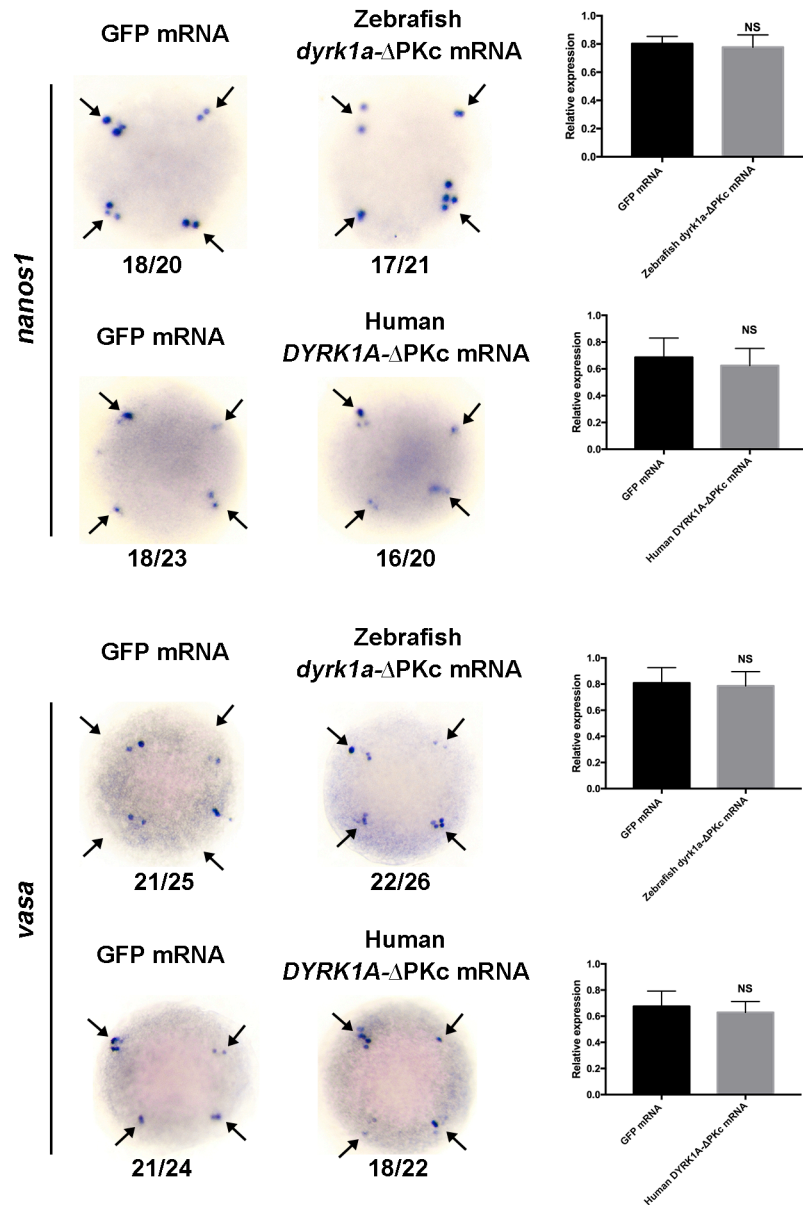 nanos1
GFP mRNA
Zebrafish
dyrk1a-ΔPKc mRNA
18/20
17/21
Relative expression
1.0
0.8
0.6
0.4
0.2
0.0
NS
GFP mRNA
Zebrafish dyrk1a-ΔPKc mRNA
GFP mRNA
Human
DYRK1A-ΔPKc mRNA
18/23
16/20
Relative expression
1.0
0.8
0.6
0.4
0.2
0.0
NS
GFP mRNA
Human DYRK1A-ΔPKc mRNA
vasa
GFP mRNA
Zebrafish
dyrk1a-ΔPKc mRNA
21/25
22/26
Relative expression
1.0
0.8
0.6
0.4
0.2
0.0
NS
GFP mRNA
Zebrafish dyrk1a-ΔPKc mRNA
GFP mRNA
Human
DYRK1A-ΔPKc mRNA
21/24
18/22
Relative expression
1.0
0.8
0.6
0.4
0.2
0.0
NS
GFP mRNA
Human DYRK1A-ΔPKc mRNA